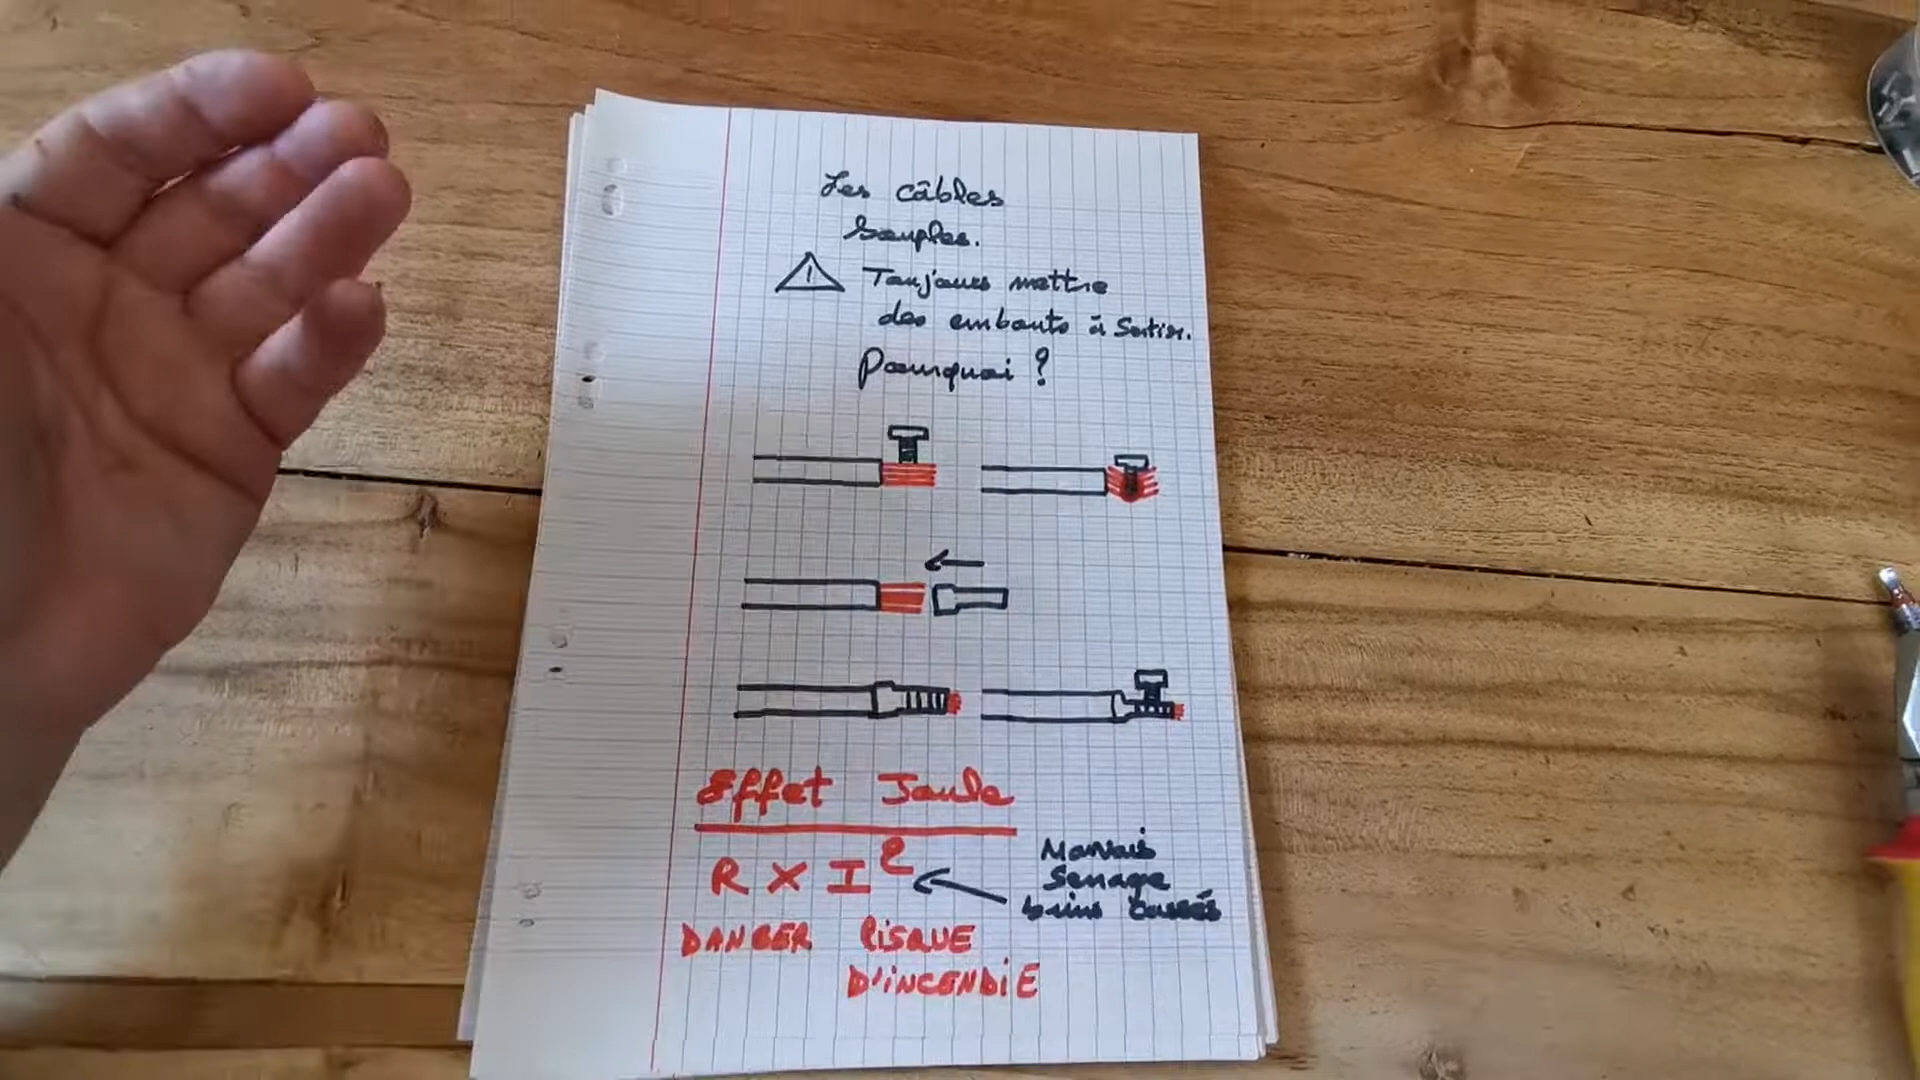 Les câbles
Souples.
Toujours mettre
des embouts à Sertir.
Pourquoi ?
Effet Joule
R X I²
Mauvais
Serrage
brins cassés
DANGER RISQUE
D'INCENDIE